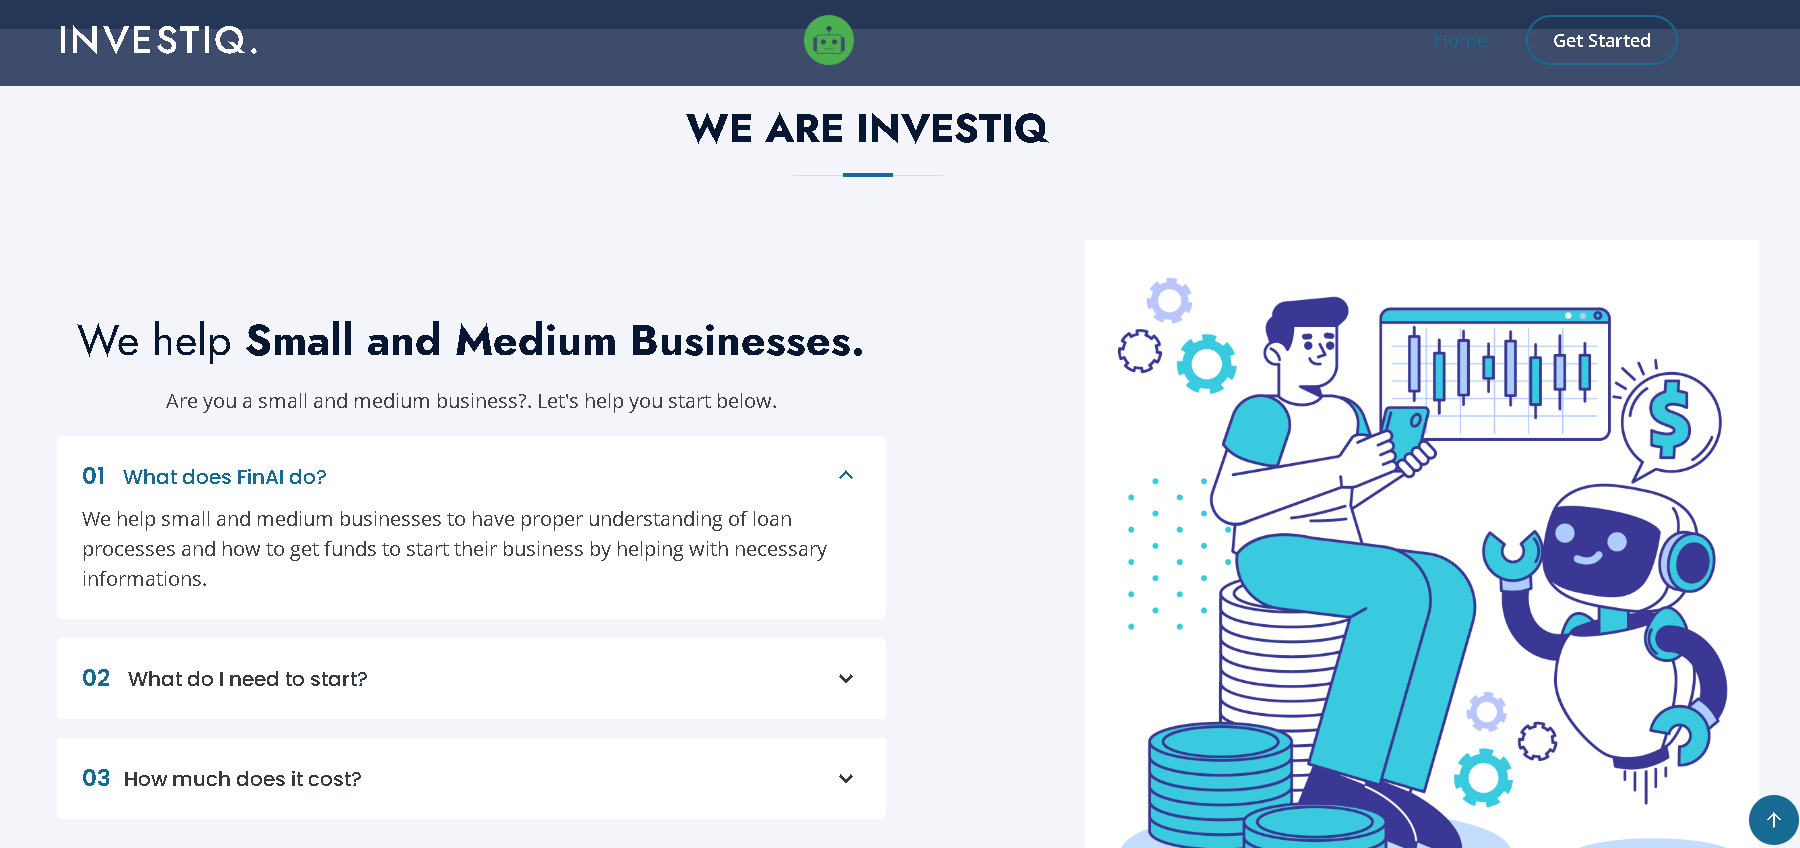 INVESTIQ.
Home
Get Started
WE ARE INVESTIQ
We help Small and Medium Businesses.
Are you a small and medium business?. Let's help you start below.
01 What does FinAI do?
We help small and medium businesses to have proper understanding of loan
processes and how to get funds to start their business by helping with necessary
informations.
02 What do I need to start?
03 How much does it cost?
$